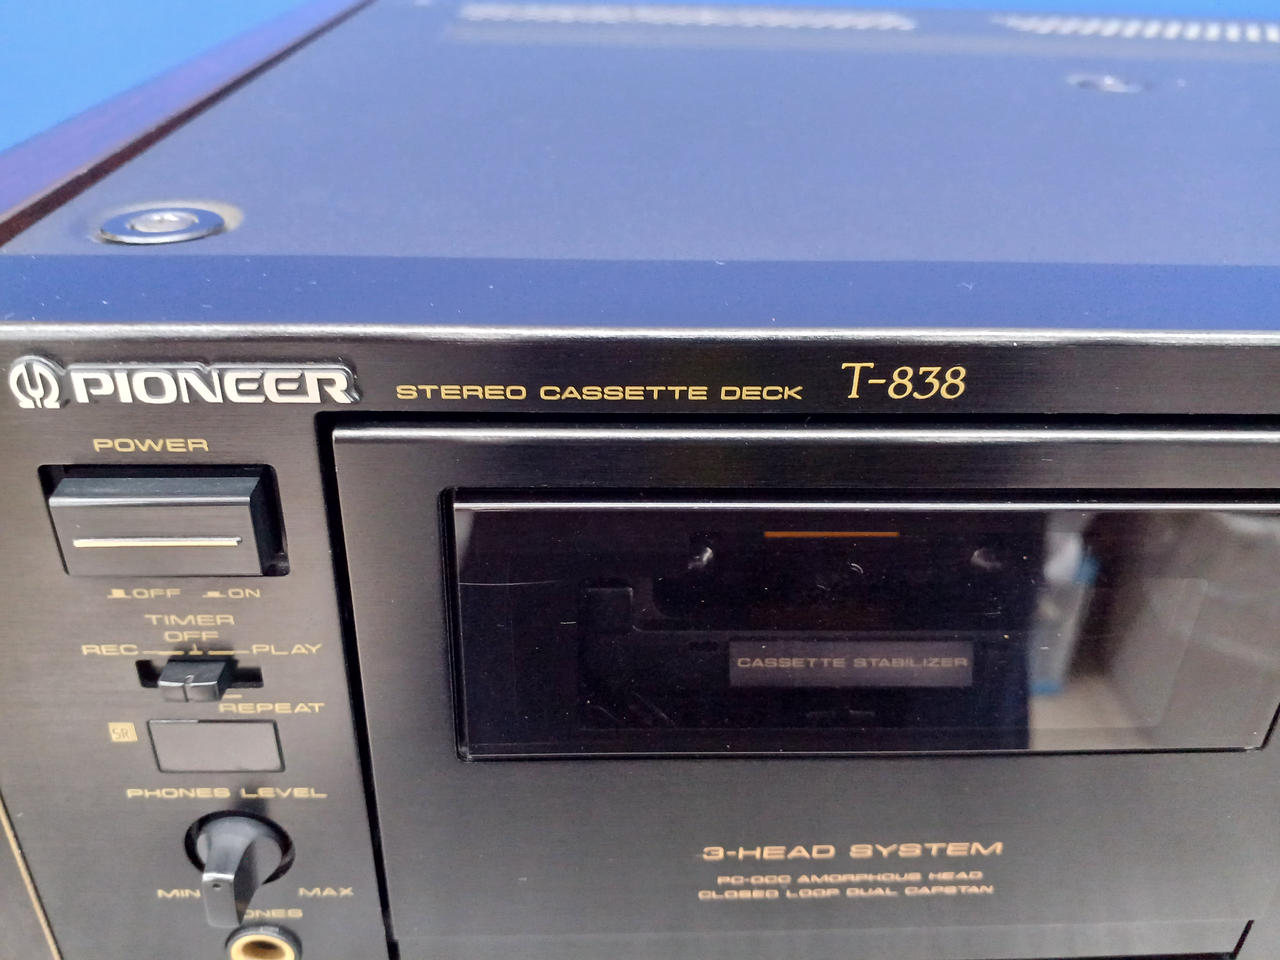 PIONEER STEREO CASSETTE DECK T-838
POWER
OFF ON
TIMER
OFF
REC PLAY
REPEAT
SR
PHONES LEVEL
MIN MAX
CASSETTE STABILIZER
3-HEAD SYSTEM
PC-OCC AMORPHOUS HEAD
CLOSED LOOP DUAL CAPSTAN